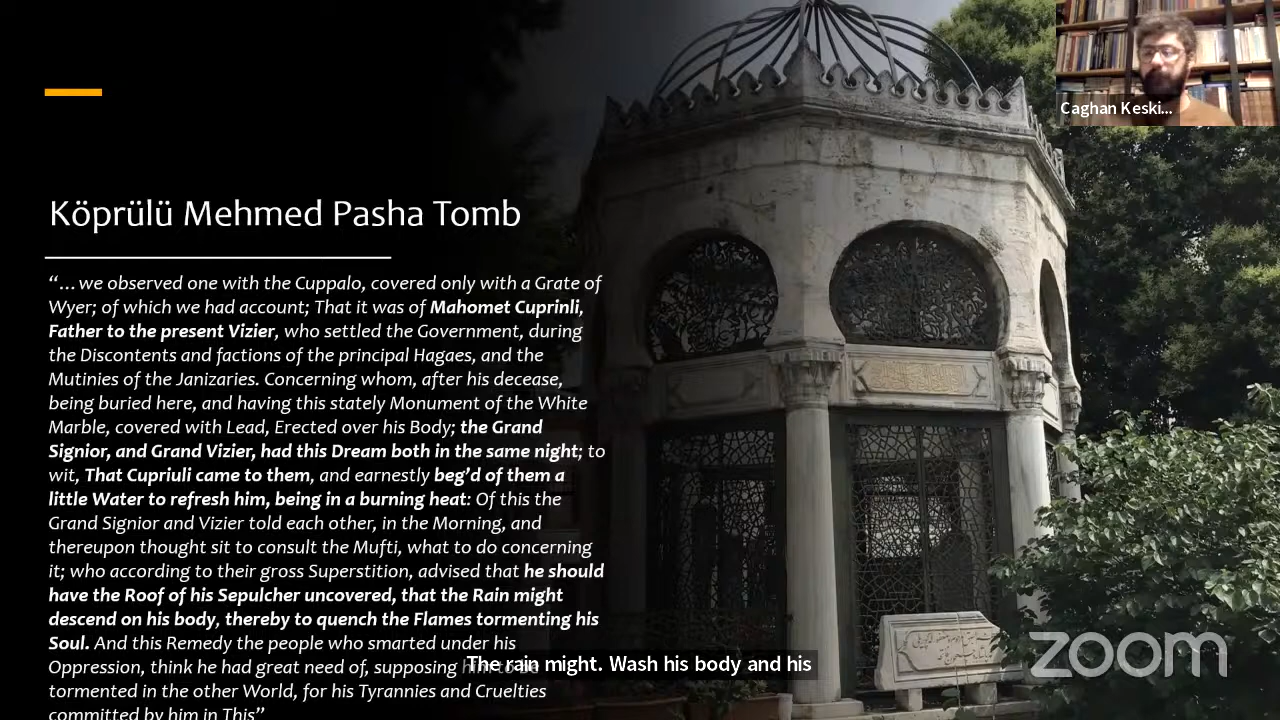 Caghan Keski...
Köprülü Mehmed Pasha Tomb
“... we observed one with the Cuppalo, covered only with a Grate of
Wyer; of which we had account; That it was of Mahomet Cuprinli,
Father to the present Vizier, who settled the Government, during
the Discontents and factions of the principal Hagaes, and the
Mutinies of the Janizaries. Concerning whom, after his decease,
being buried here, and having this stately Monument of the White
Marble, covered with Lead, Erected over his Body; the Grand
Signior, and Grand Vizier, had this Dream both in the same night; to
wit, That Cupriuli came to them, and earnestly beg’d of them a
little Water to refresh him, being in a burning heat: Of this the
Grand Signior and Vizier told each other, in the Morning, and
thereupon thought sit to consult the Mufti, what to do concerning
it; who according to their gross Superstition, advised that he should
have the Roof of his Sepulcher uncovered, that the Rain might
descend on his body, thereby to quench the Flames tormenting his
Soul. And this Remedy the people who smarted under his
Oppression, think he had great need of, supposing
tormented in the other World, for his Tyrannies and Cruelties
committed by him in This”
The rain might. Wash his body and his
zoom